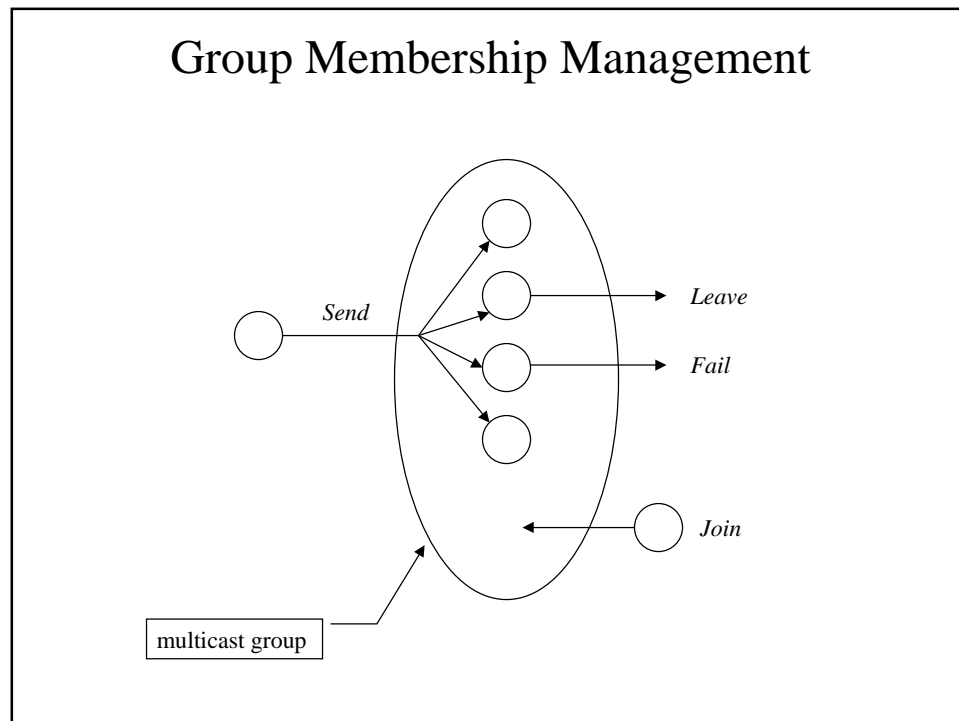 Group Membership Management
Send
Leave
Fail
Join
multicast group